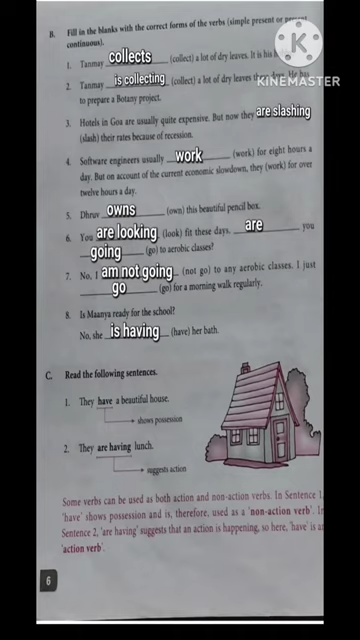 B. Fill in the blanks with the correct forms of the verbs (simple present or present
continuous).
1. Tanmay collects (collect) a lot of dry leaves. It is his
2. Tanmay is collecting (collect) a lot of dry leaves these days. He has
to prepare a Botany project.
3. Hotels in Goa are usually quite expensive. But now they are slashing
(slash) their rates because of recession.
4. Software engineers usually work (work) for eight hours a
day. But on account of the current economic slowdown, they (work) for over
twelve hours a day.
5. Dhruv owns (own) this beautiful pencil box.
6. You are looking (look) fit these days. are you
going (go) to aerobic classes?
7. No, I am not going (not go) to any aerobic classes. I just
go (go) for a morning walk regularly.
8. Is Maanya ready for the school?
No, she is having (have) her bath.
C. Read the following sentences.
1. They have a beautiful house.
shows possession
2. They are having lunch.
suggests action
Some verbs can be used as both action and non-action verbs. In Sentence 1,
'have' shows possession and is, therefore, used as a 'non-action verb'. In
Sentence 2, 'are having' suggests that an action is happening, so here, 'have' is an
'action verb'.
6
Made with
KINEMASTER